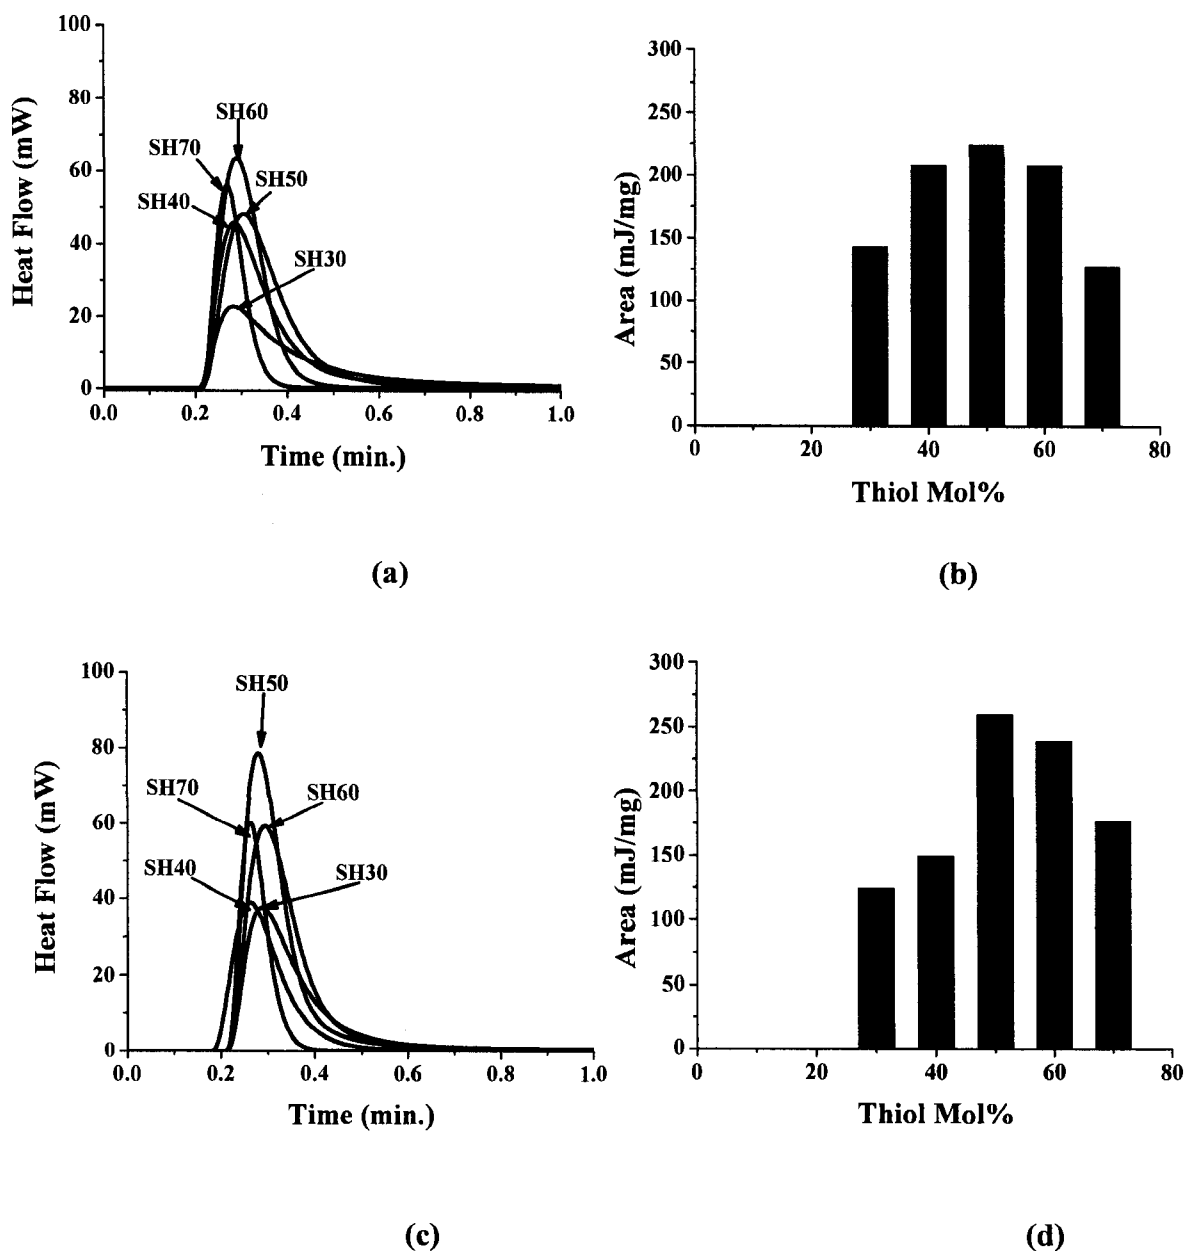 100
80
60
40
20
0
Heat Flow (mW)
SH60
SH70
SH50
SH40
SH30
0.0 0.2 0.4 0.6 0.8 1.0
Time (min.)
(a)
300
250
200
150
100
50
0
Area (mJ/mg)
0 20 40 60 80
Thiol Mol%
(b)
100
80
60
40
20
0
Heat Flow (mW)
SH50
SH70
SH60
SH40
SH30
0.0 0.2 0.4 0.6 0.8 1.0
Time (min.)
(c)
300
250
200
150
100
50
0
Area (mJ/mg)
0 20 40 60 80
Thiol Mol%
(d)